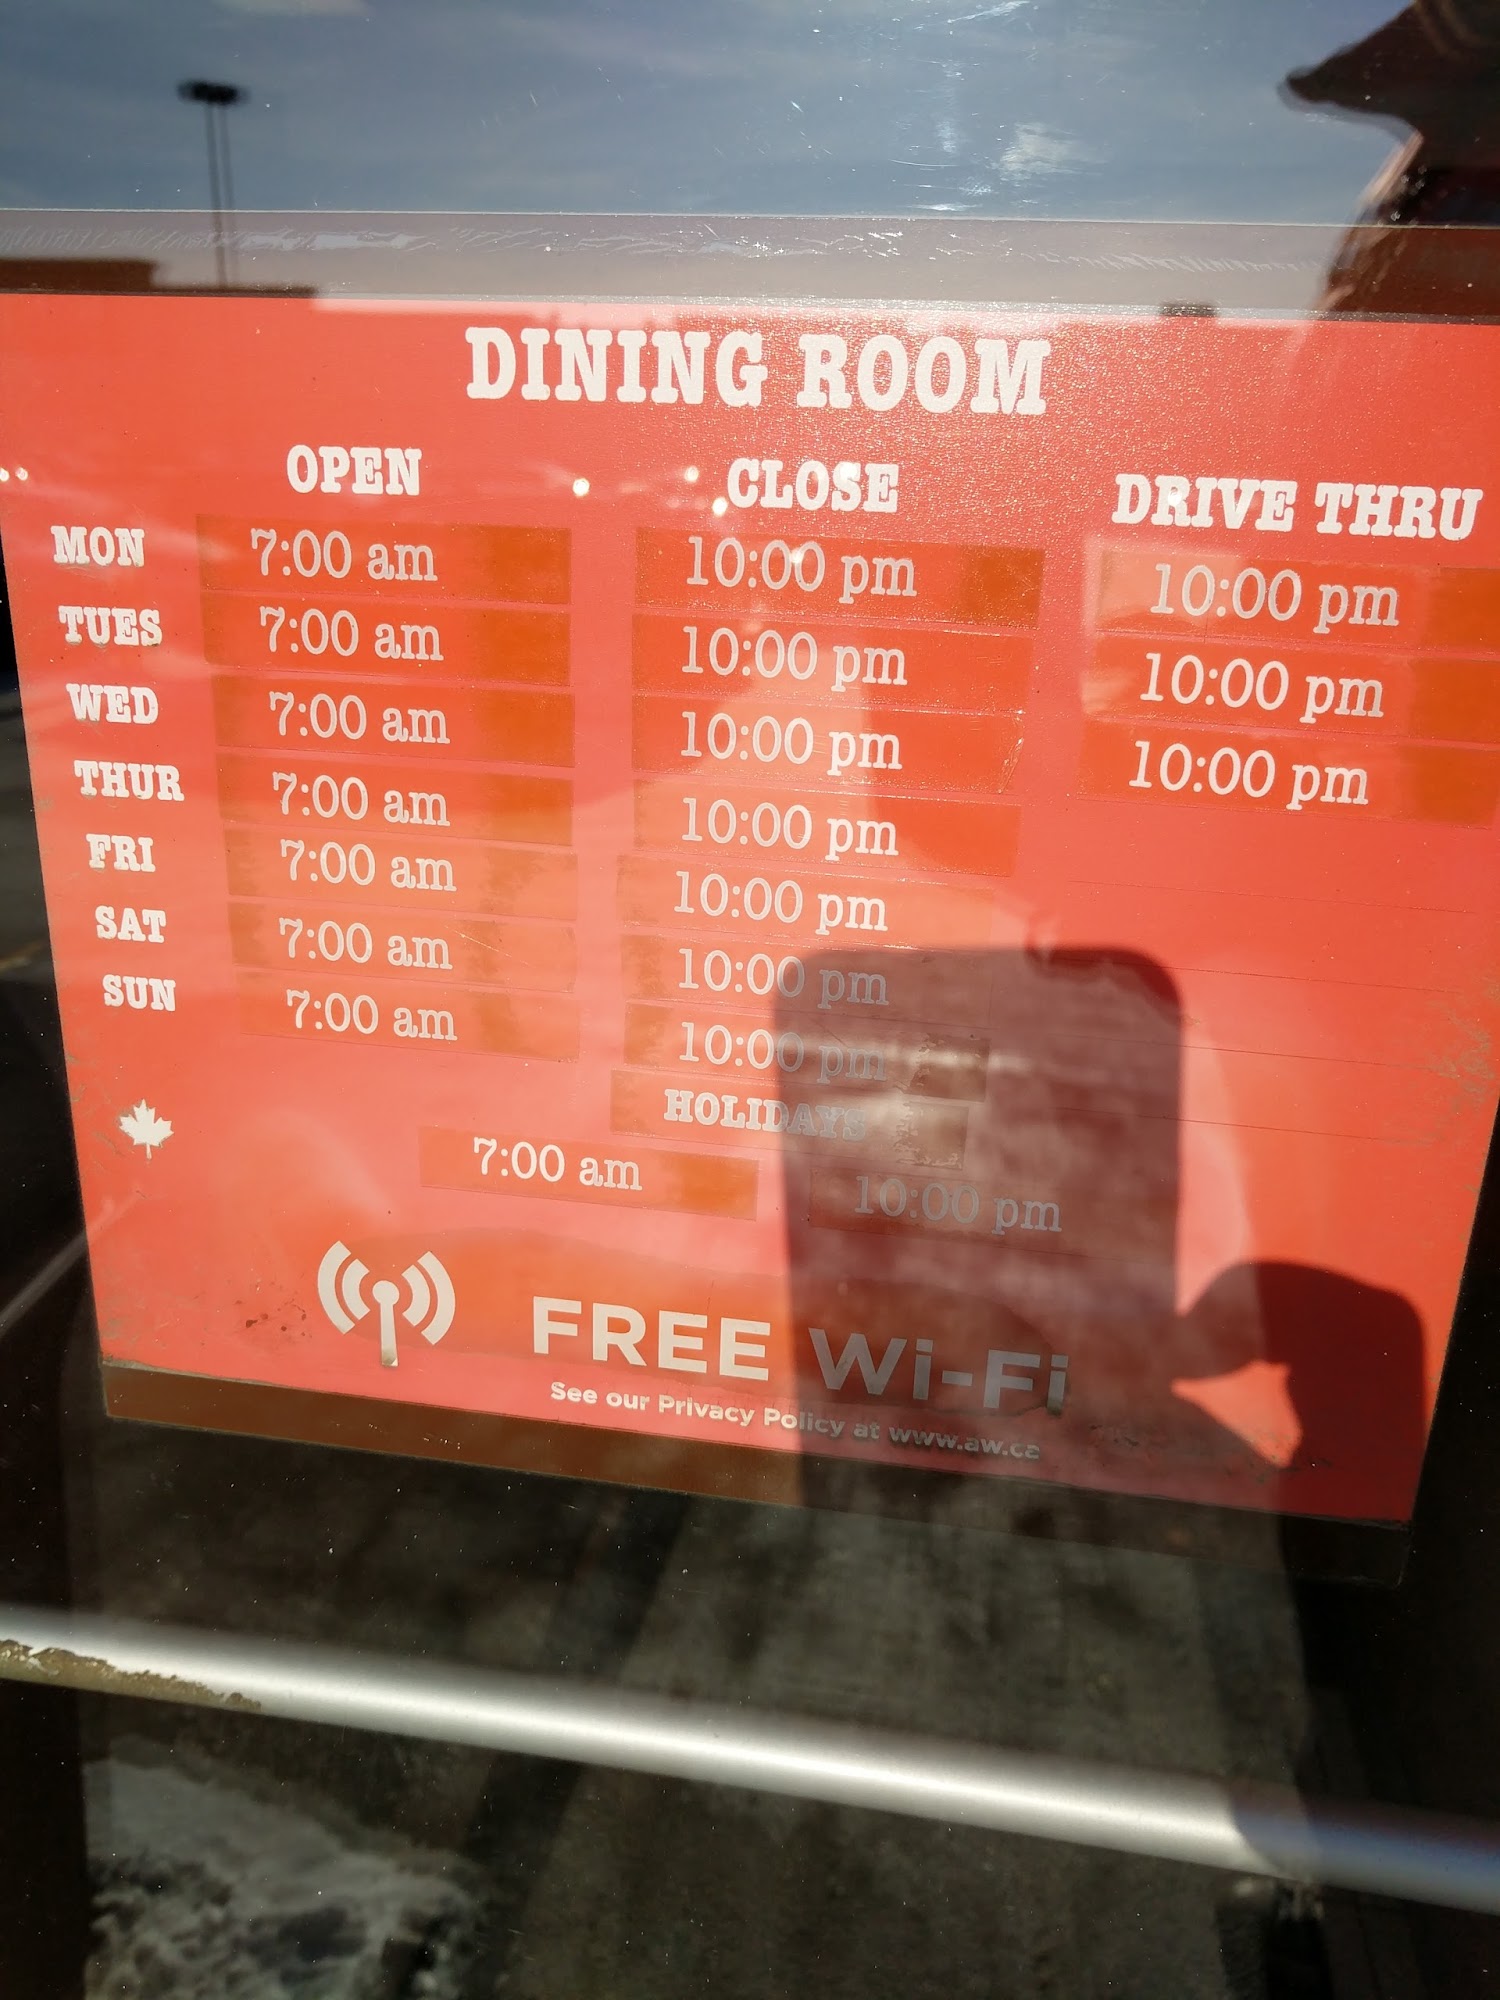 DINING ROOM
OPEN CLOSE DRIVE THRU
MON 7:00 am 10:00 pm 10:00 pm
TUES 7:00 am 10:00 pm 10:00 pm
WED 7:00 am 10:00 pm 10:00 pm
THUR 7:00 am 10:00 pm
FRI 7:00 am 10:00 pm
SAT 7:00 am 10:00 pm
SUN 7:00 am 10:00 pm
HOLIDAYS
7:00 am 10:00 pm
FREE Wi-Fi
See our Privacy Policy at www.aw.ca